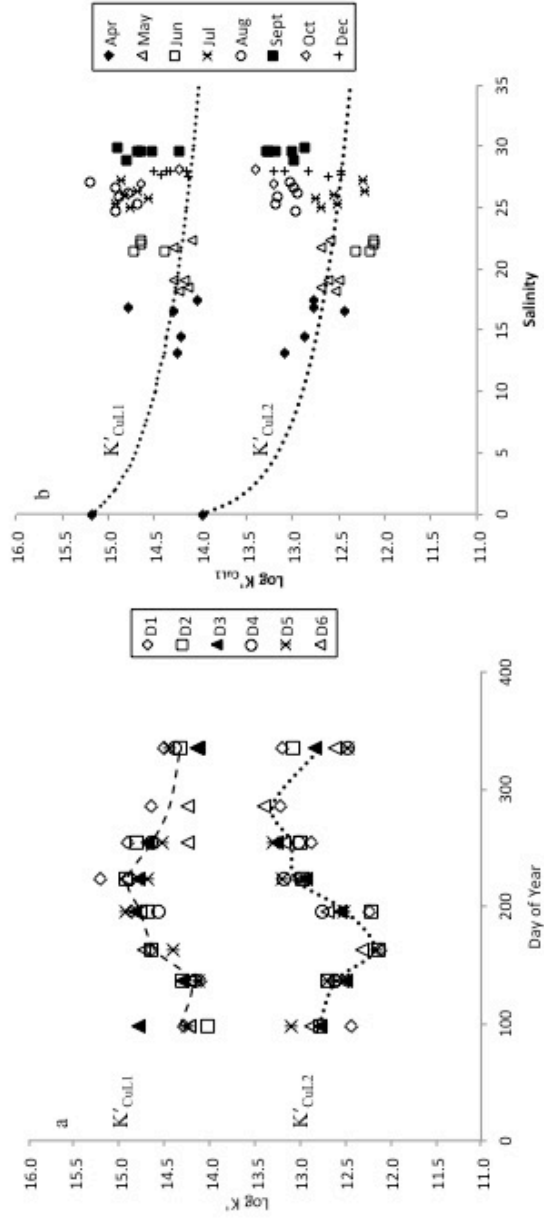 a
Log K'
16.0
15.5
15.0
14.5
14.0
13.5
13.0
12.5
12.0
11.5
11.0
K'CuL1
K'CuL2
0
100
200
300
400
Day of Year
D1
D2
D3
D4
D5
D6
b
Log K'CuL1
16.0
15.5
15.0
14.5
14.0
13.5
13.0
12.5
12.0
11.5
11.0
K'CuL1
K'CuL2
0
5
10
15
20
25
30
35
Salinity
Apr
May
Jun
Jul
Aug
Sept
Oct
Dec